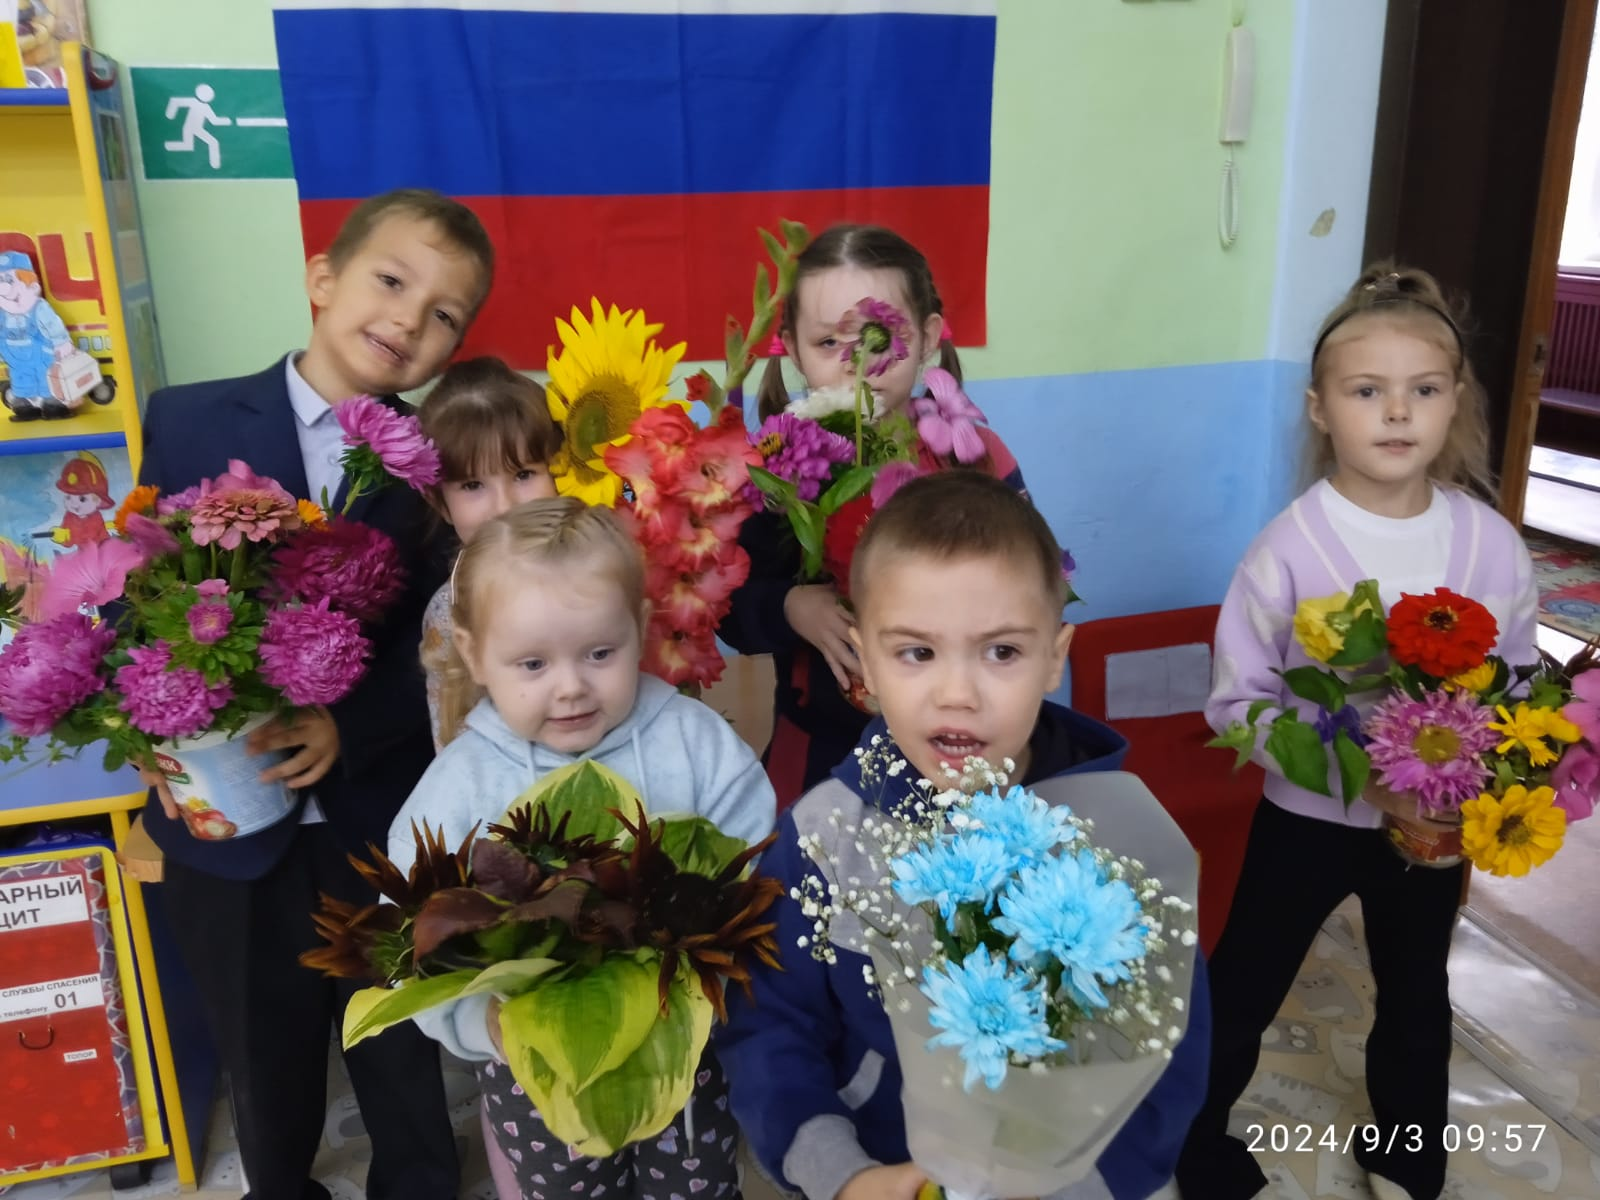 АРНЫЙ
ЩИТ
СЛУЖБЫ СПАСЕНИЯ
телефону 01
ТОПОР
2024/9/3 09:57